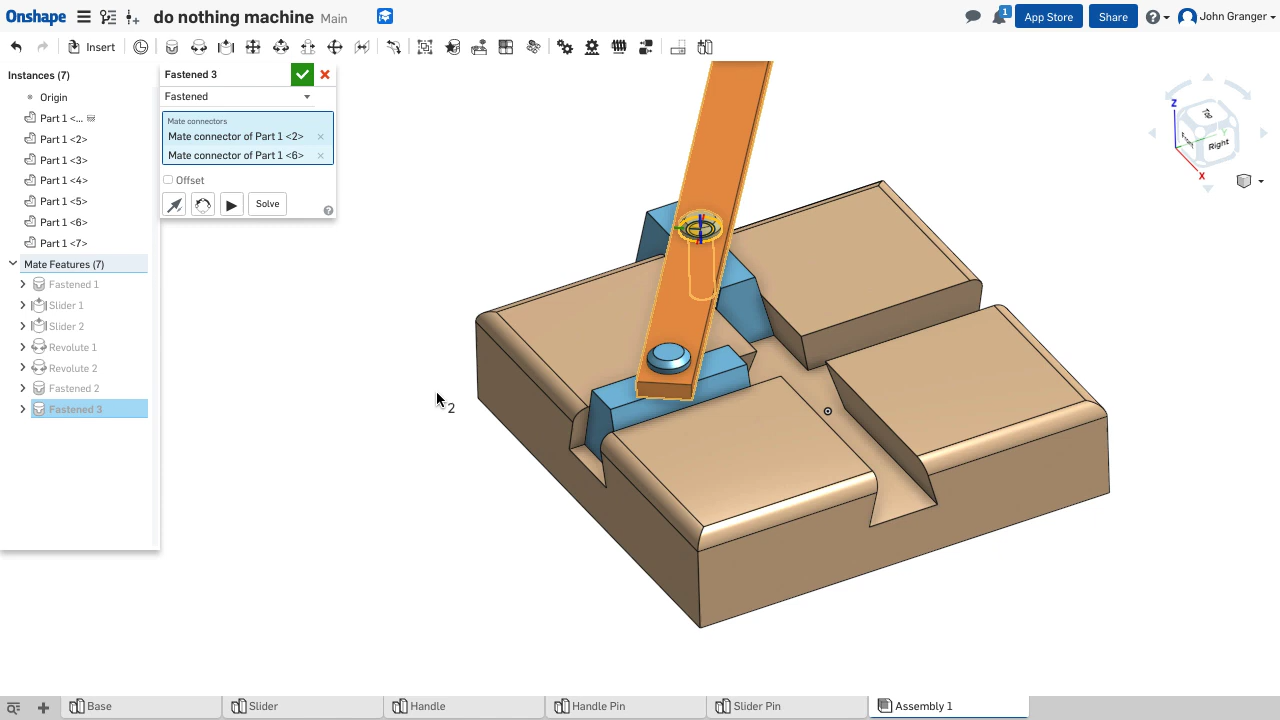 Onshape
do nothing machine Main
1
App Store
Share
John Granger
Insert
Instances (7)
Origin
Part 1 <...
Part 1 <2>
Part 1 <3>
Part 1 <4>
Part 1 <5>
Part 1 <6>
Part 1 <7>
Mate Features (7)
Fastened 1
Slider 1
Slider 2
Revolute 1
Revolute 2
Fastened 2
Fastened 3
Fastened 3
Fastened
Mate connectors
Mate connector of Part 1 <2>
Mate connector of Part 1 <6>
Offset
Solve
2
Z
Y
Right
X
Base
Slider
Handle
Handle Pin
Slider Pin
Assembly 1